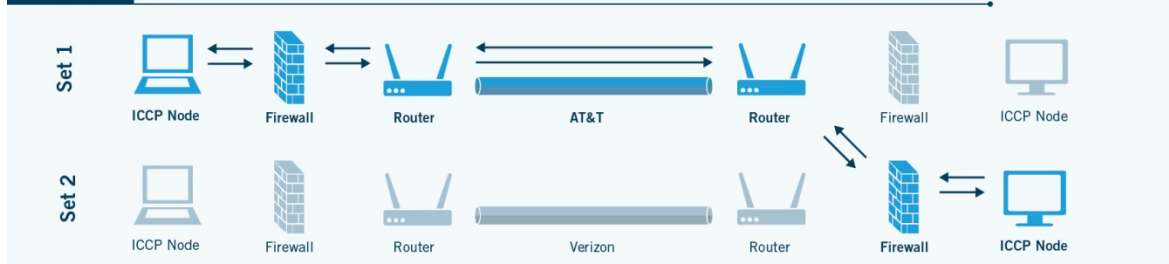 Set 1
ICCP Node Firewall Router AT&T Router Firewall ICCP Node
Set 2
ICCP Node Firewall Router Verizon Router Firewall ICCP Node